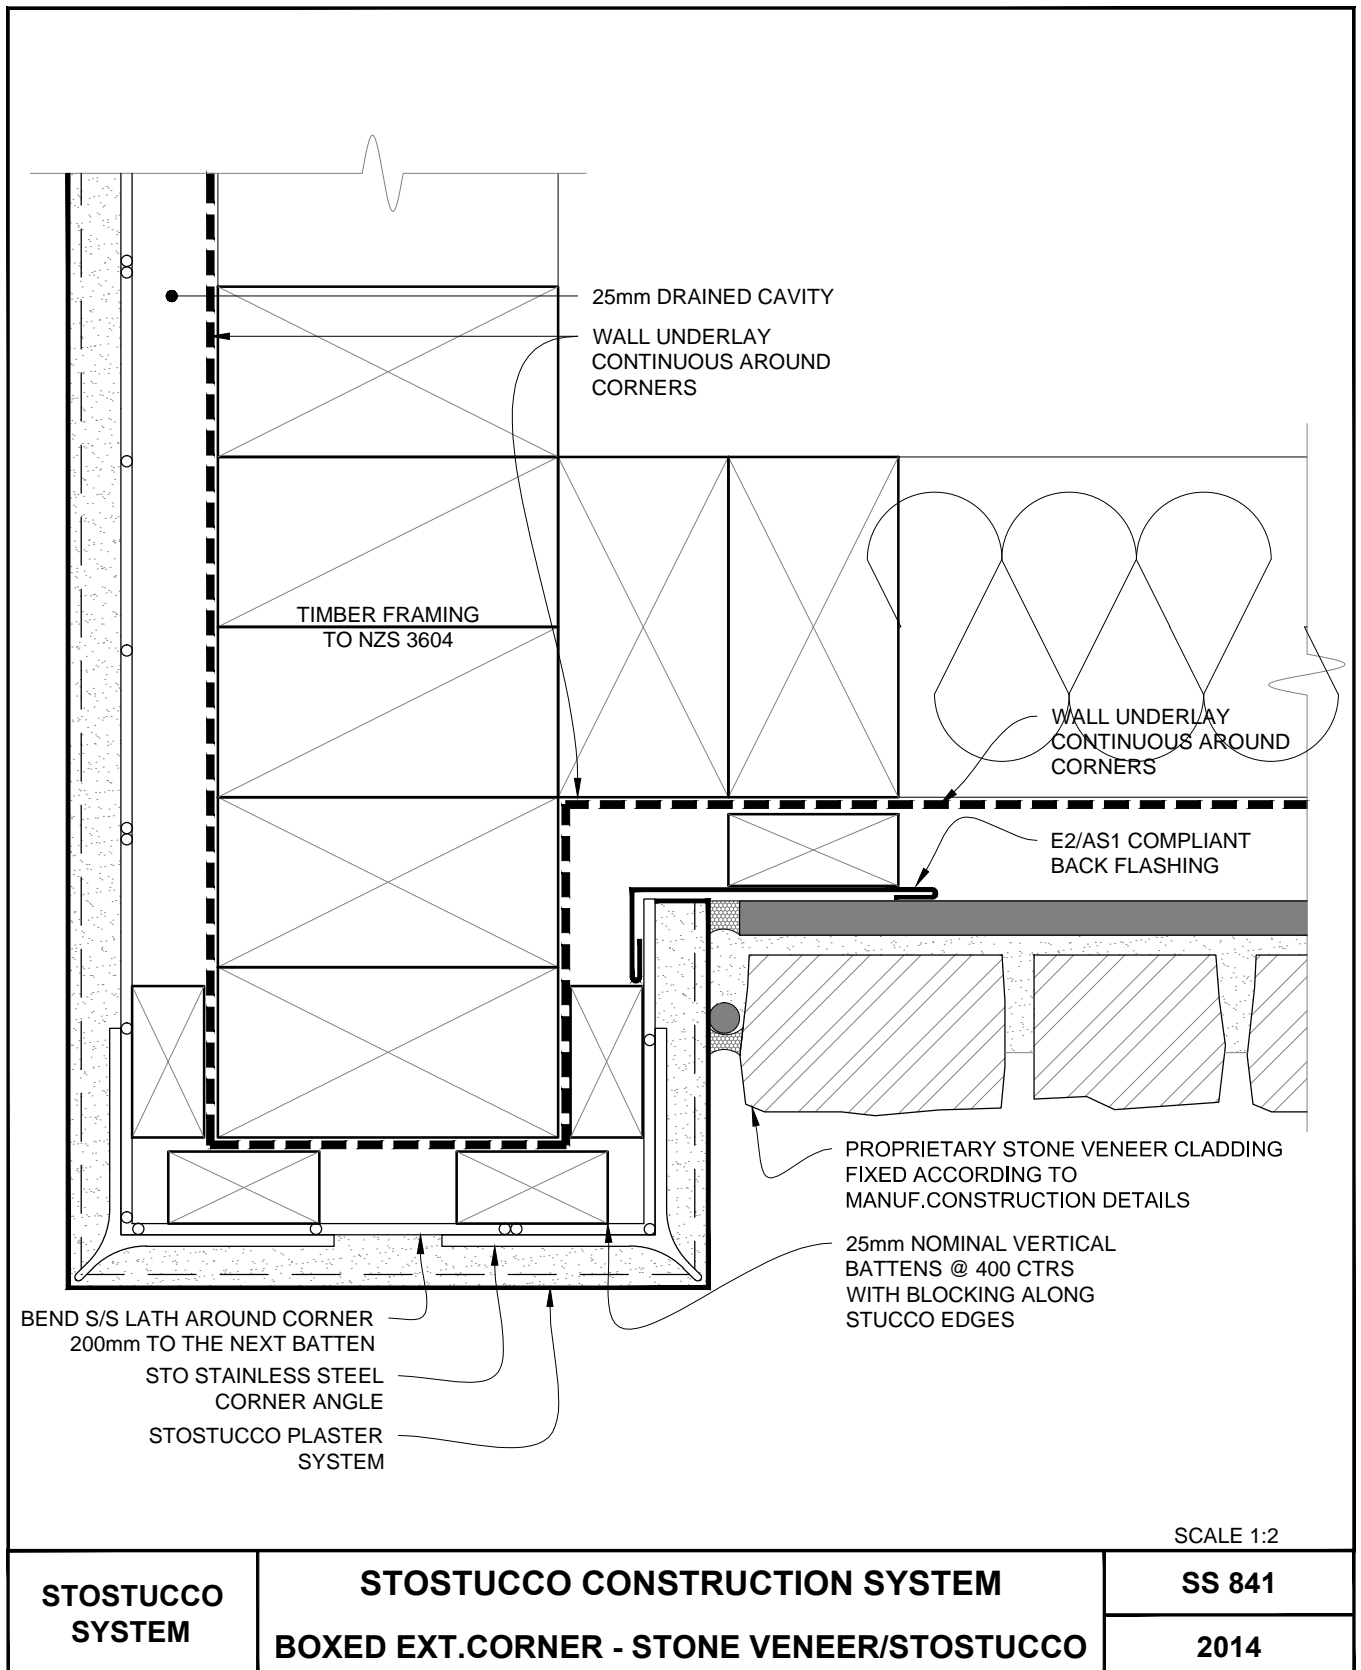 25mm DRAINED CAVITY
WALL UNDERLAY
CONTINUOUS AROUND
CORNERS
TIMBER FRAMING
TO NZS 3604
WALL UNDERLAY
CONTINUOUS AROUND
CORNERS
E2/AS1 COMPLIANT
BACK FLASHING
PROPRIETARY STONE VENEER CLADDING
FIXED ACCORDING TO
MANUF.CONSTRUCTION DETAILS
25mm NOMINAL VERTICAL
BATTENS @ 400 CTRS
WITH BLOCKING ALONG
STUCCO EDGES
BEND S/S LATH AROUND CORNER
200mm TO THE NEXT BATTEN
STO STAINLESS STEEL
CORNER ANGLE
STOSTUCCO PLASTER
SYSTEM
SCALE 1:2
STOSTUCCO
SYSTEM
STOSTUCCO CONSTRUCTION SYSTEM
BOXED EXT.CORNER - STONE VENEER/STOSTUCCO
SS 841
2014